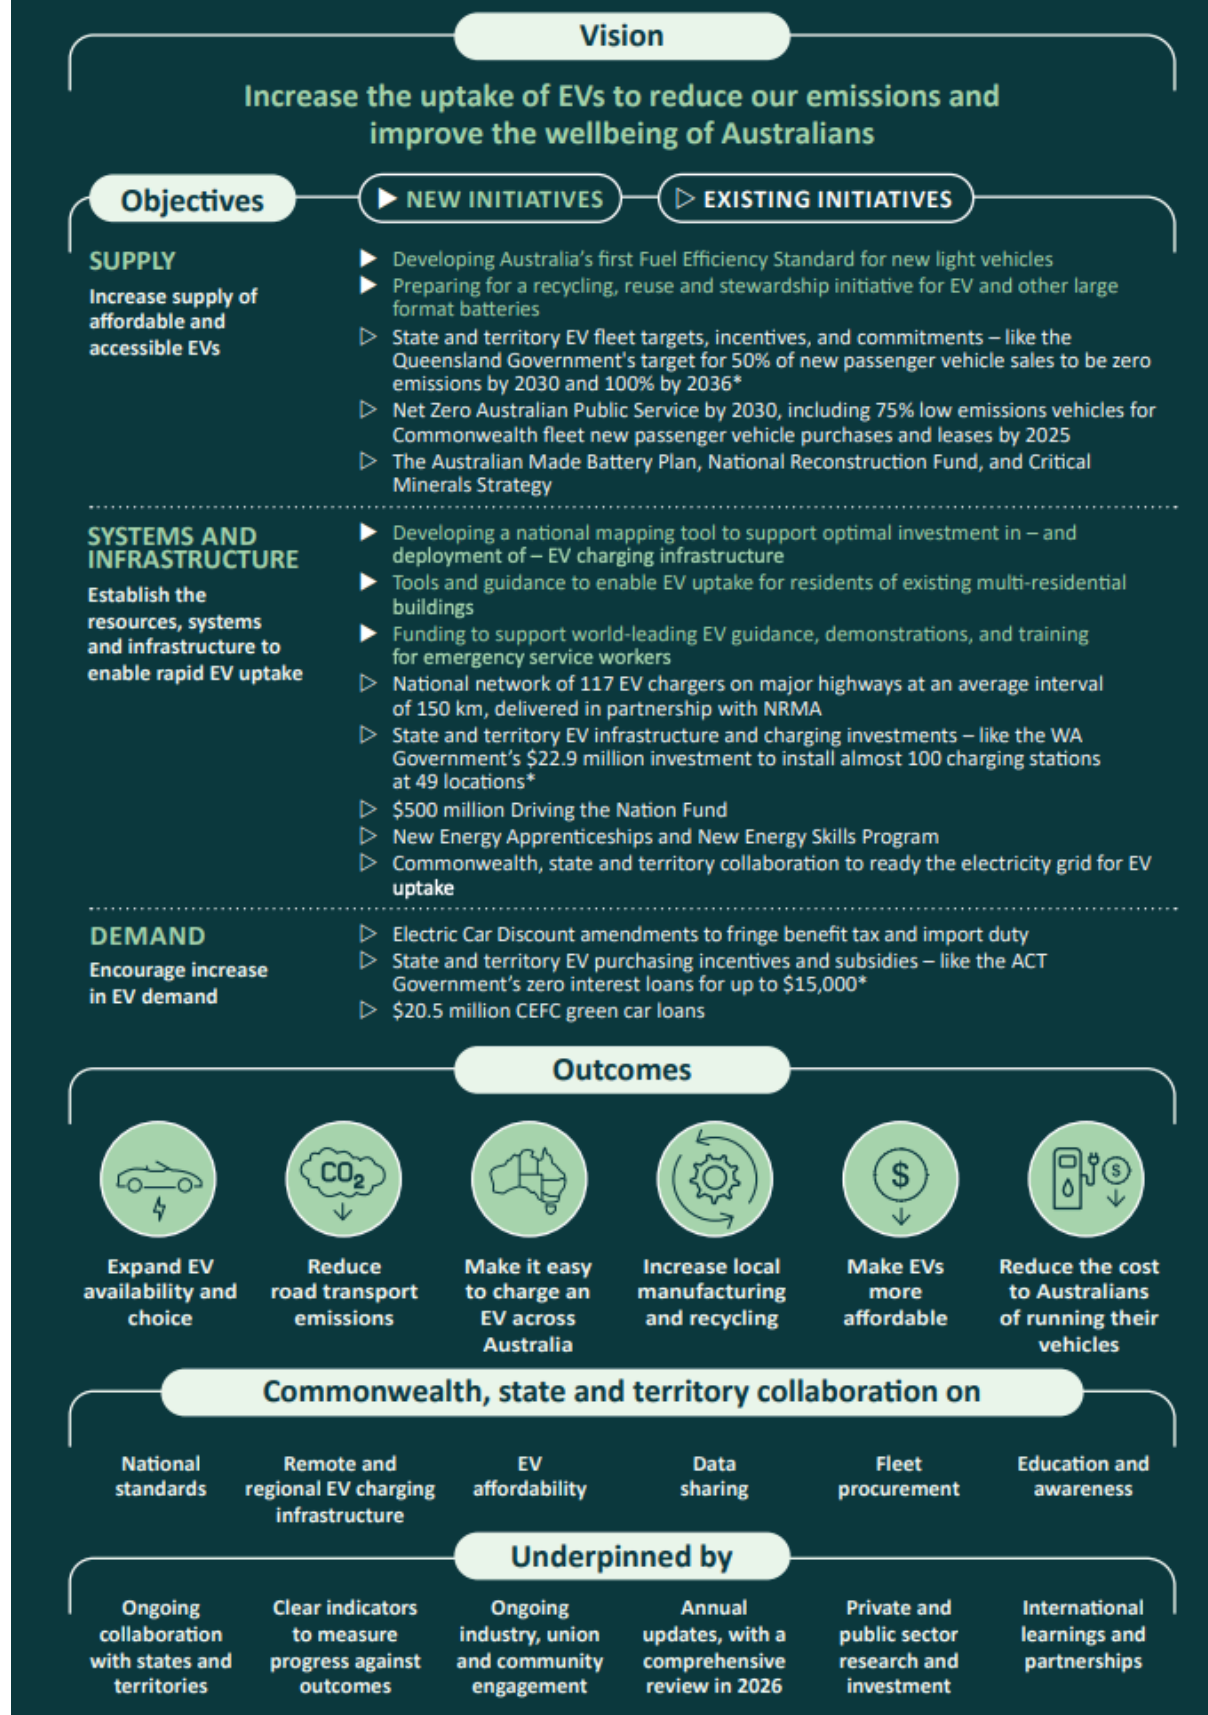 Vision
Increase the uptake of EVs to reduce our emissions and
improve the wellbeing of Australians
Objectives
NEW INITIATIVES
EXISTING INITIATIVES
SUPPLY
Increase supply of
affordable and
accessible EVs
Developing Australia's first Fuel Efficiency Standard for new light vehicles
Preparing for a recycling, reuse and stewardship initiative for EV and other large
format batteries
State and territory EV fleet targets, incentives, and commitments – like the
Queensland Government's target for 50% of new passenger vehicle sales to be zero
emissions by 2030 and 100% by 2036*
Net Zero Australian Public Service by 2030, including 75% low emissions vehicles for
Commonwealth fleet new passenger vehicle purchases and leases by 2025
The Australian Made Battery Plan, National Reconstruction Fund, and Critical
Minerals Strategy
SYSTEMS AND
INFRASTRUCTURE
Establish the
resources, systems
and infrastructure to
enable rapid EV uptake
Developing a national mapping tool to support optimal investment in – and
deployment of – EV charging infrastructure
Tools and guidance to enable EV uptake for residents of existing multi-residential
buildings
Funding to support world-leading EV guidance, demonstrations, and training
for emergency service workers
National network of 117 EV chargers on major highways at an average interval
of 150 km, delivered in partnership with NRMA
State and territory EV infrastructure and charging investments – like the WA
Government's $22.9 million investment to install almost 100 charging stations
at 49 locations*
$500 million Driving the Nation Fund
New Energy Apprenticeships and New Energy Skills Program
Commonwealth, state and territory collaboration to ready the electricity grid for EV
uptake
DEMAND
Encourage increase
in EV demand
Electric Car Discount amendments to fringe benefit tax and import duty
State and territory EV purchasing incentives and subsidies – like the ACT
Government's zero interest loans for up to $15,000*
$20.5 million CEFC green car loans
Outcomes
CO2
$
$
Expand EV
availability and
choice
Reduce
road transport
emissions
Make it easy
to charge an
EV across
Australia
Increase local
manufacturing
and recycling
Make EVs
more
affordable
Reduce the cost
to Australians
of running their
vehicles
Commonwealth, state and territory collaboration on
National
standards
Remote and
regional EV charging
infrastructure
EV
affordability
Data
sharing
Fleet
procurement
Education and
awareness
Underpinned by
Ongoing
collaboration
with states and
territories
Clear indicators
to measure
progress against
outcomes
Ongoing
industry, union
and community
engagement
Annual
updates, with a
comprehensive
review in 2026
Private and
public sector
research and
investment
International
learnings and
partnerships